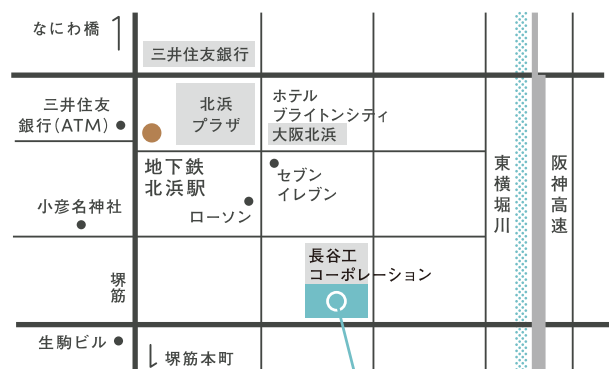 なにわ橋
三井住友銀行
三井住友
銀行(ATM)
北浜
プラザ
ホテル
ブライトンシティ
大阪北浜
地下鉄
北浜駅
セブン
イレブン
ローソン
小彦名神社
東横堀川
阪神高速
長谷工
コーポレーション
堺筋
生駒ビル
堺筋本町